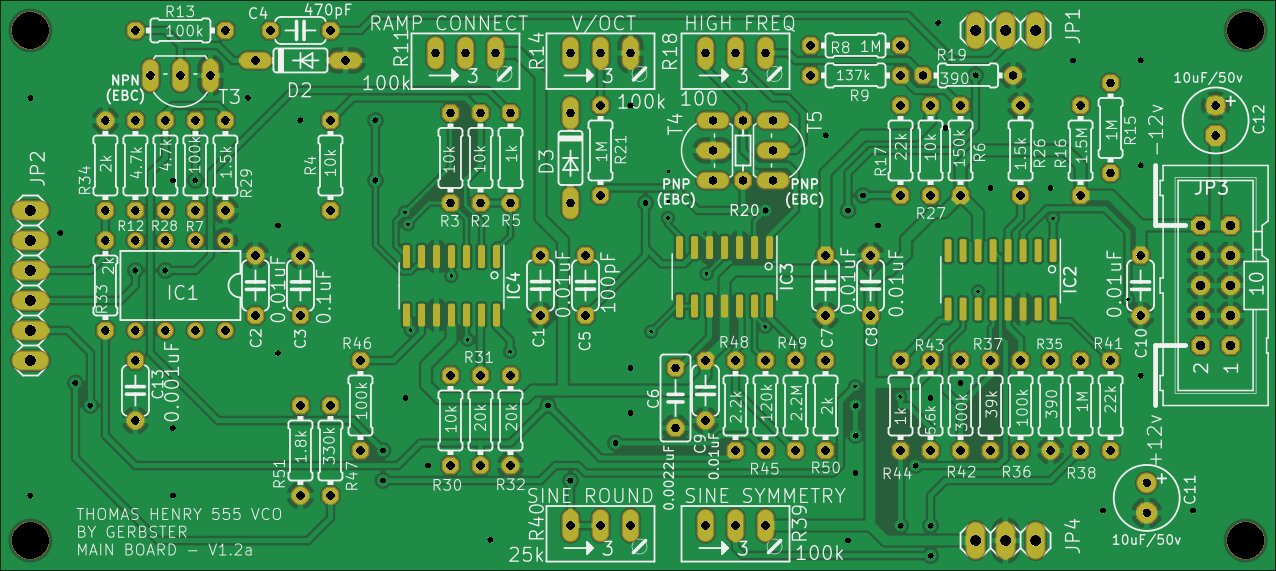 R13
100k
C4
470pF
RAMP CONNECT
V/OCT
HIGH FREQ
JP1
R11
R14
R18
R8 1M
R19
137k
390
R9
10uF/50v
+
C12
NPN
(EBC)
T3
D2
100k
3
100k
3
100
3
T4
T5
-12v
JP2
R34
2k
4.7k
4.7k
100k
1.5k
R29
R4
10k
10k
10k
1k
D3
1M
R21
R17
22k
10k
150k
R6
1.5k
R26
R16
1.5M
1M
R15
PNP
(EBC)
PNP
(EBC)
JP3
R12
R28
R7
R3
R2
R5
R20
R27
R33
2k
IC1
C2
0.01uF
C3
0.1uF
IC4
C1
0.01uF
C5
100pF
IC3
C7
0.01uF
C8
0.01uF
IC2
0.01uF
C10
10
2 1
C13
0.001uF
R46
100k
R31
R48
R49
R43
R37
R35
R41
10k
20k
20k
C6
0.0022uF
C9
0.01uF
2.2k
120k
2.2M
2k
1k
5.6k
300k
39k
100k
390
1M
22k
R51
1.8k
330k
R47
R30
R32
R45
R50
R44
R42
R36
R38
+12v
+
C11
10uF/50v
SINE ROUND
SINE SYMMETRY
R40
R39
3
3
25k
100k
JP4
THOMAS HENRY 555 VCO
BY GERBSTER
MAIN BOARD - V1.2a